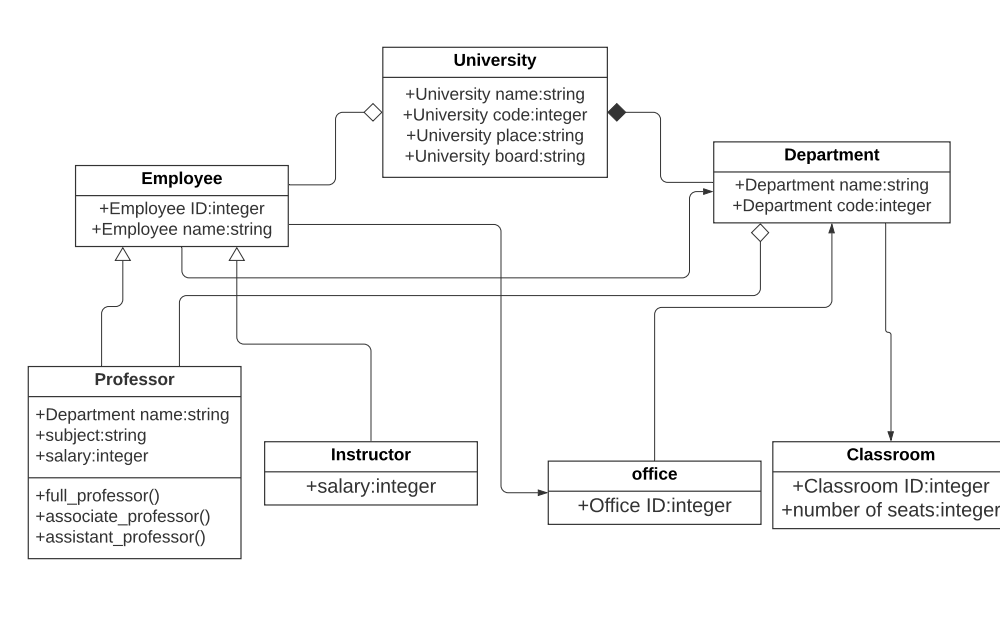 University
+University name:string
+University code:integer
+University place:string
+University board:string
Department
+Department name:string
+Department code:integer
Employee
+Employee ID:integer
+Employee name:string
Professor
+Department name:string
+subject:string
+salary:integer
+full_professor()
+associate_professor()
+assistant_professor()
Instructor
+salary:integer
office
+Office ID:integer
Classroom
+Classroom ID:integer
+number of seats:integer